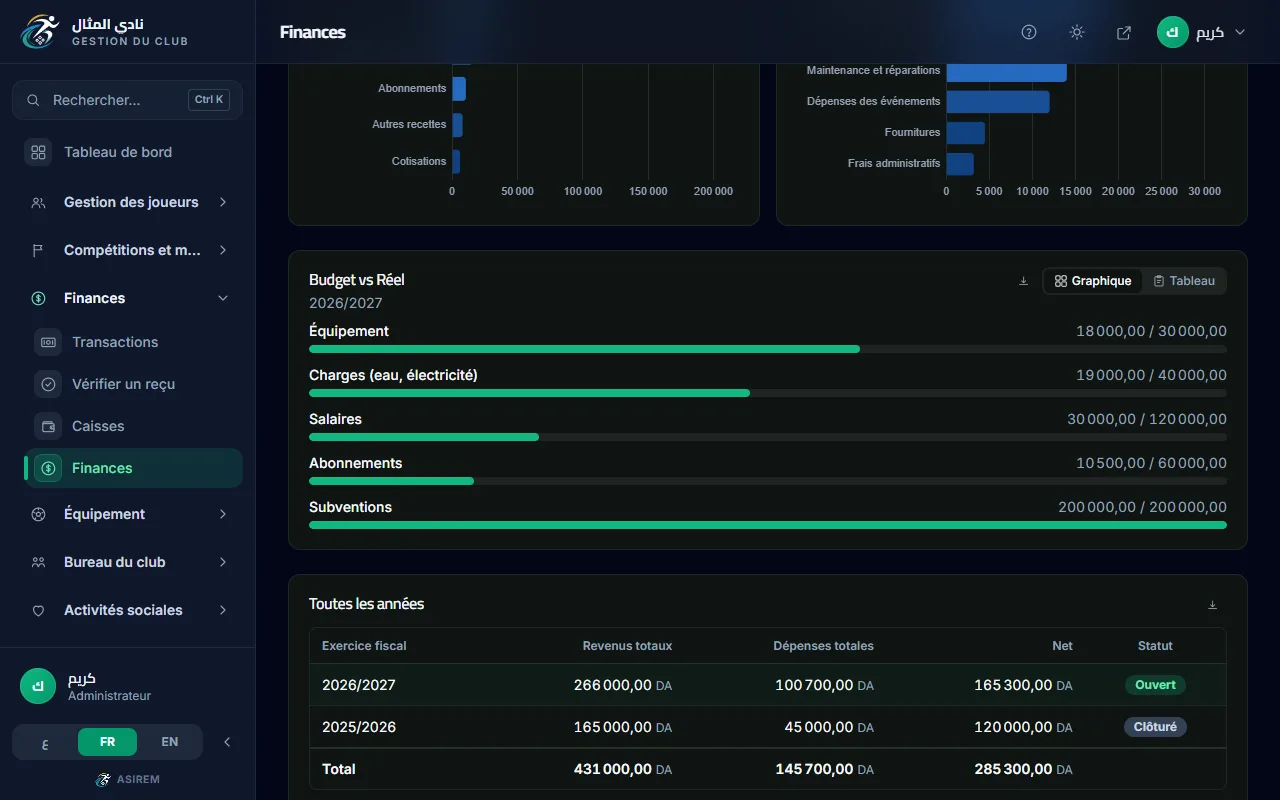 نادي المثال
GESTION DU CLUB
Rechercher...
Ctrl K
Tableau de bord
Gestion des joueurs
Compétitions et m...
Finances
Transactions
Vérifier un reçu
Caisses
Finances
Équipement
Bureau du club
Activités sociales
ك
كريم
Administrateur
ع
FR
EN
ASIREM
Finances
ك
كريم
Abonnements
Autres recettes
Cotisations
0 50 000 100 000 150 000 200 000
Maintenance et réparations
Dépenses des événements
Fournitures
Frais administratifs
0 5 000 10 000 15 000 20 000 25 000 30 000
Budget vs Réel
2026/2027
Graphique
Tableau
Équipement 18 000,00 / 30 000,00
Charges (eau, électricité) 19 000,00 / 40 000,00
Salaires 30 000,00 / 120 000,00
Abonnements 10 500,00 / 60 000,00
Subventions 200 000,00 / 200 000,00
Toutes les années
Exercice fiscal Revenus totaux Dépenses totales Net Statut
2026/2027 266 000,00 DA 100 700,00 DA 165 300,00 DA Ouvert
2025/2026 165 000,00 DA 45 000,00 DA 120 000,00 DA Clôturé
Total 431 000,00 DA 145 700,00 DA 285 300,00 DA